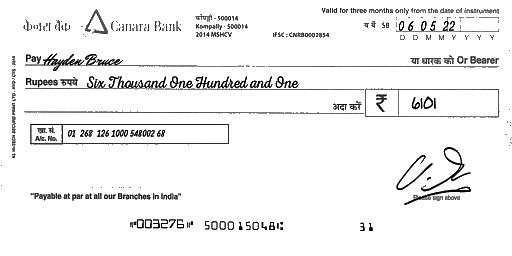 Valid for three months only from the date of instrument
केनरा बैंक Canara Bank कोंपल्ली - 500014
Kompally - 500014
2014 MSHCV IFSC : CNRB0002854 06 05 22
D D M M Y Y Y Y
Pay Hayden Bruce या धारक को Or Bearer
Rupees रुपये Six Thousand One Hundred and One
अदा करें ₹ 6101
खा. सं.
A/c. No. 01 268 126 1000 548002 68
"Payable at par at all our Branches in India"
Please sign above
⑈003276⑈ 500015048⑆ 31